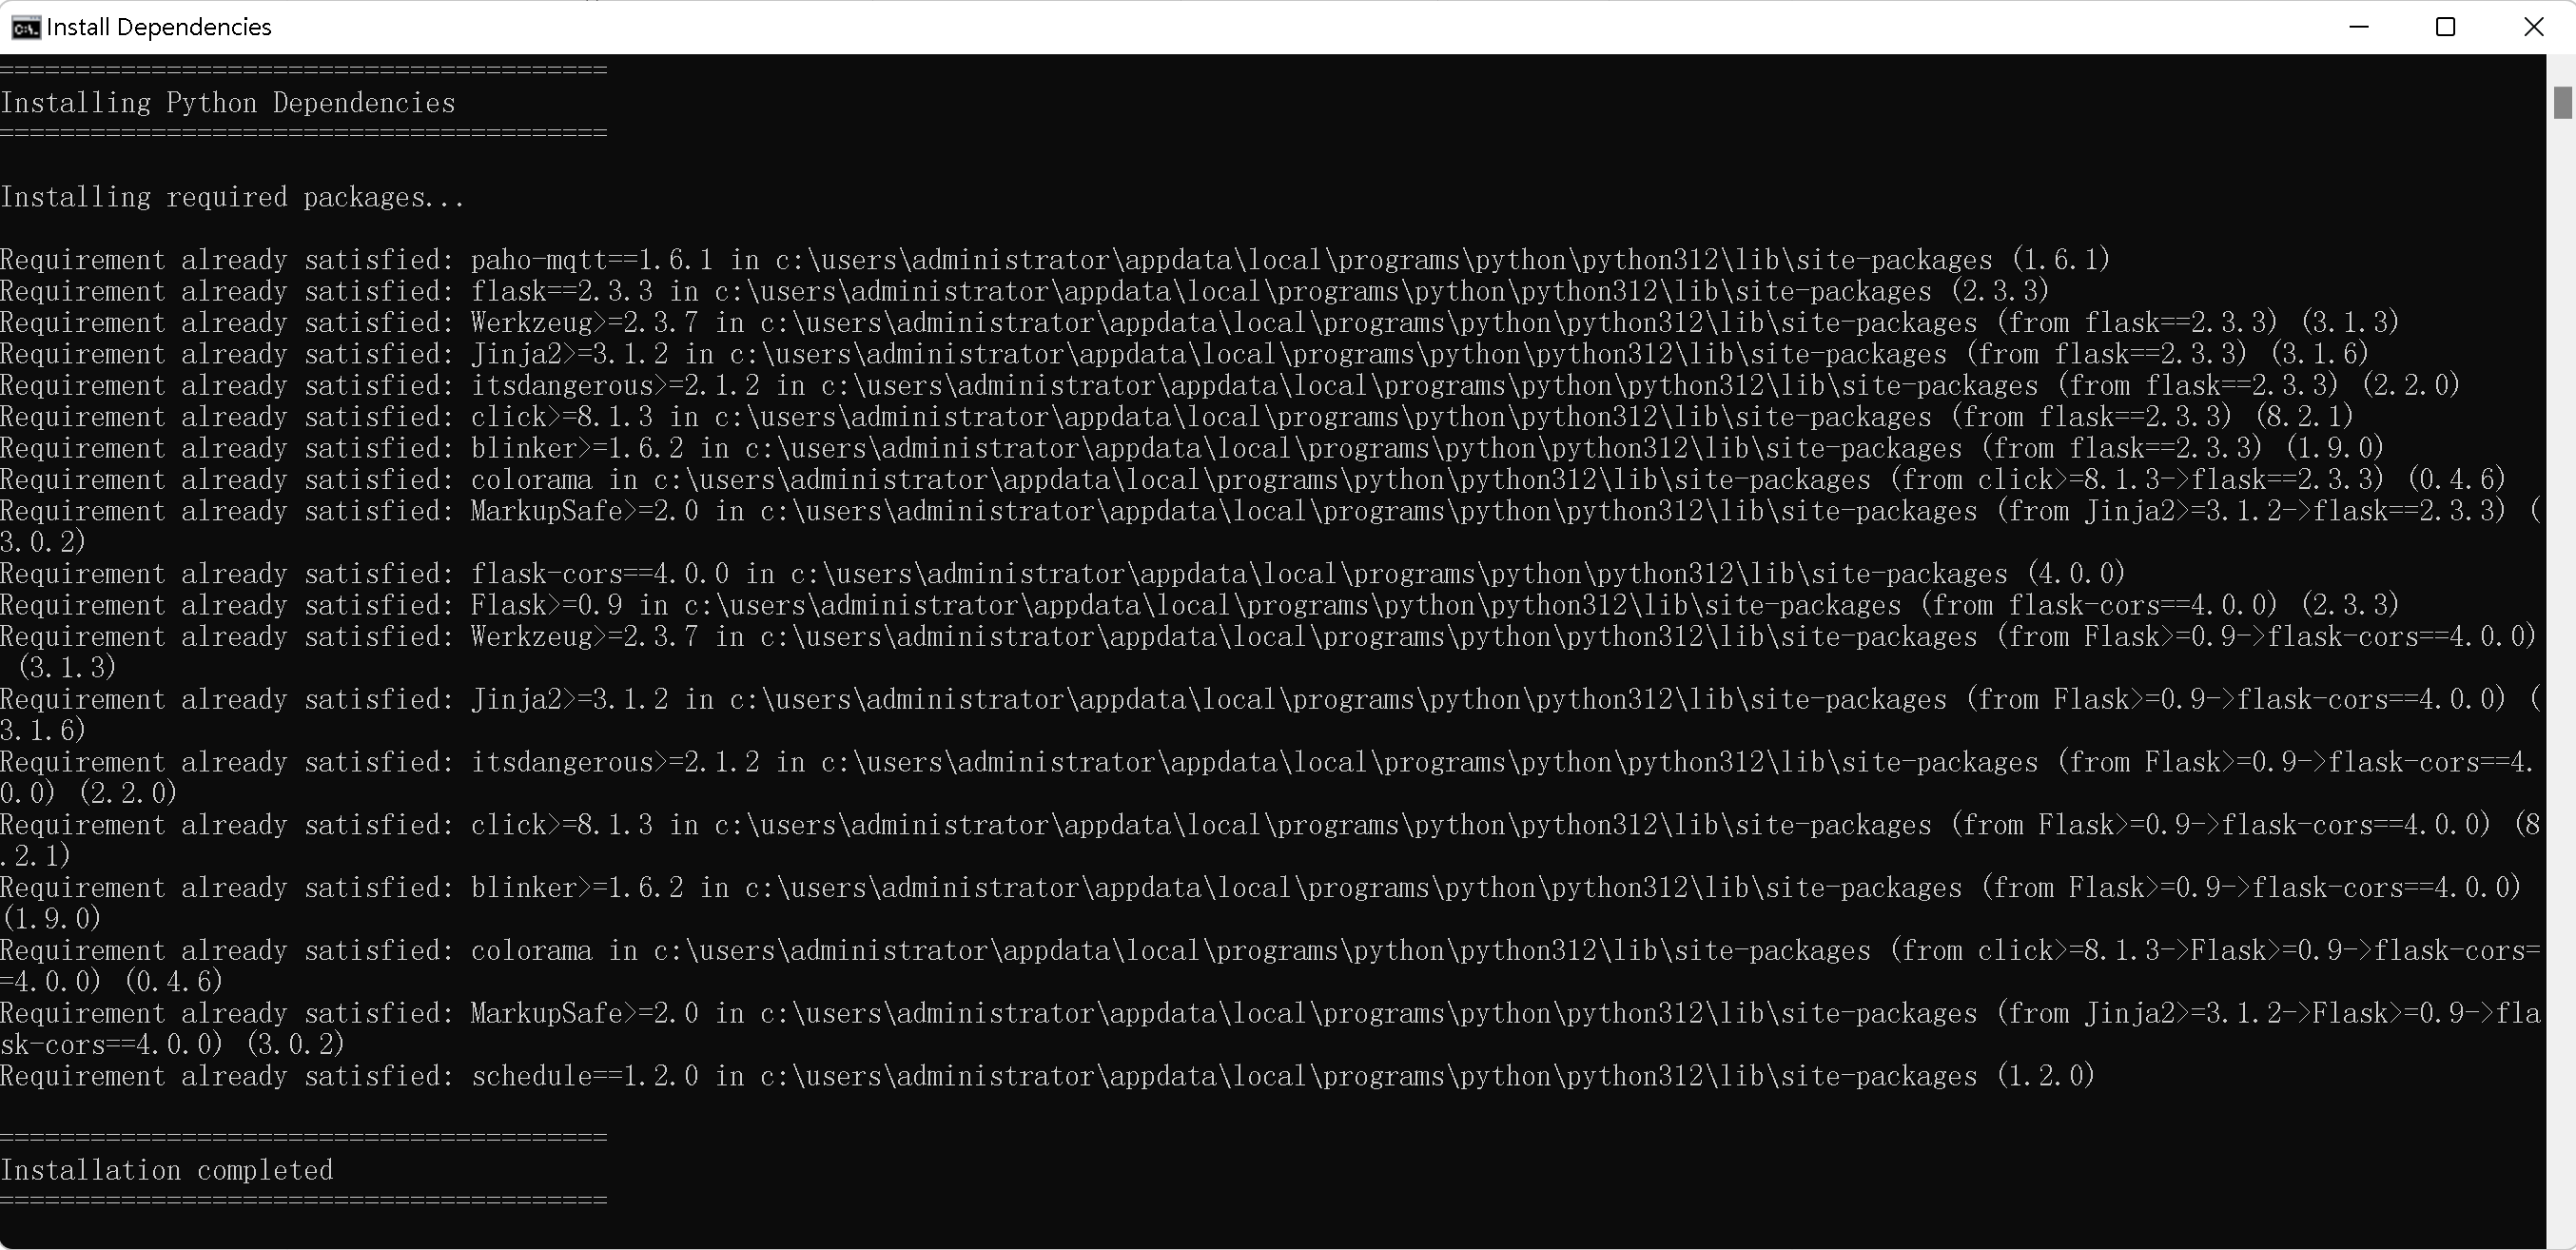 Install Dependencies
========================================
Installing Python Dependencies
========================================
Installing required packages...
Requirement already satisfied: paho-mqtt==1.6.1 in c:\users\administrator\appdata\local\programs\python\python312\lib\site-packages (1.6.1)
Requirement already satisfied: flask==2.3.3 in c:\users\administrator\appdata\local\programs\python\python312\lib\site-packages (2.3.3)
Requirement already satisfied: Werkzeug>=2.3.7 in c:\users\administrator\appdata\local\programs\python\python312\lib\site-packages (from flask==2.3.3) (3.1.3)
Requirement already satisfied: Jinja2>=3.1.2 in c:\users\administrator\appdata\local\programs\python\python312\lib\site-packages (from flask==2.3.3) (3.1.6)
Requirement already satisfied: itsdangerous>=2.1.2 in c:\users\administrator\appdata\local\programs\python\python312\lib\site-packages (from flask==2.3.3) (2.2.0)
Requirement already satisfied: click>=8.1.3 in c:\users\administrator\appdata\local\programs\python\python312\lib\site-packages (from flask==2.3.3) (8.2.1)
Requirement already satisfied: blinker>=1.6.2 in c:\users\administrator\appdata\local\programs\python\python312\lib\site-packages (from flask==2.3.3) (1.9.0)
Requirement already satisfied: colorama in c:\users\administrator\appdata\local\programs\python\python312\lib\site-packages (from click>=8.1.3->flask==2.3.3) (0.4.6)
Requirement already satisfied: MarkupSafe>=2.0 in c:\users\administrator\appdata\local\programs\python\python312\lib\site-packages (from Jinja2>=3.1.2->flask==2.3.3) (
3.0.2)
Requirement already satisfied: flask-cors==4.0.0 in c:\users\administrator\appdata\local\programs\python\python312\lib\site-packages (4.0.0)
Requirement already satisfied: Flask>=0.9 in c:\users\administrator\appdata\local\programs\python\python312\lib\site-packages (from flask-cors==4.0.0) (2.3.3)
Requirement already satisfied: Werkzeug>=2.3.7 in c:\users\administrator\appdata\local\programs\python\python312\lib\site-packages (from Flask>=0.9->flask-cors==4.0.0)
(3.1.3)
Requirement already satisfied: Jinja2>=3.1.2 in c:\users\administrator\appdata\local\programs\python\python312\lib\site-packages (from Flask>=0.9->flask-cors==4.0.0) (
3.1.6)
Requirement already satisfied: itsdangerous>=2.1.2 in c:\users\administrator\appdata\local\programs\python\python312\lib\site-packages (from Flask>=0.9->flask-cors==4.
0.0) (2.2.0)
Requirement already satisfied: click>=8.1.3 in c:\users\administrator\appdata\local\programs\python\python312\lib\site-packages (from Flask>=0.9->flask-cors==4.0.0) (8
.2.1)
Requirement already satisfied: blinker>=1.6.2 in c:\users\administrator\appdata\local\programs\python\python312\lib\site-packages (from Flask>=0.9->flask-cors==4.0.0)
(1.9.0)
Requirement already satisfied: colorama in c:\users\administrator\appdata\local\programs\python\python312\lib\site-packages (from click>=8.1.3->Flask>=0.9->flask-cors=
=4.0.0) (0.4.6)
Requirement already satisfied: MarkupSafe>=2.0 in c:\users\administrator\appdata\local\programs\python\python312\lib\site-packages (from Jinja2>=3.1.2->Flask>=0.9->fla
sk-cors==4.0.0) (3.0.2)
Requirement already satisfied: schedule==1.2.0 in c:\users\administrator\appdata\local\programs\python\python312\lib\site-packages (1.2.0)
========================================
Installation completed
========================================